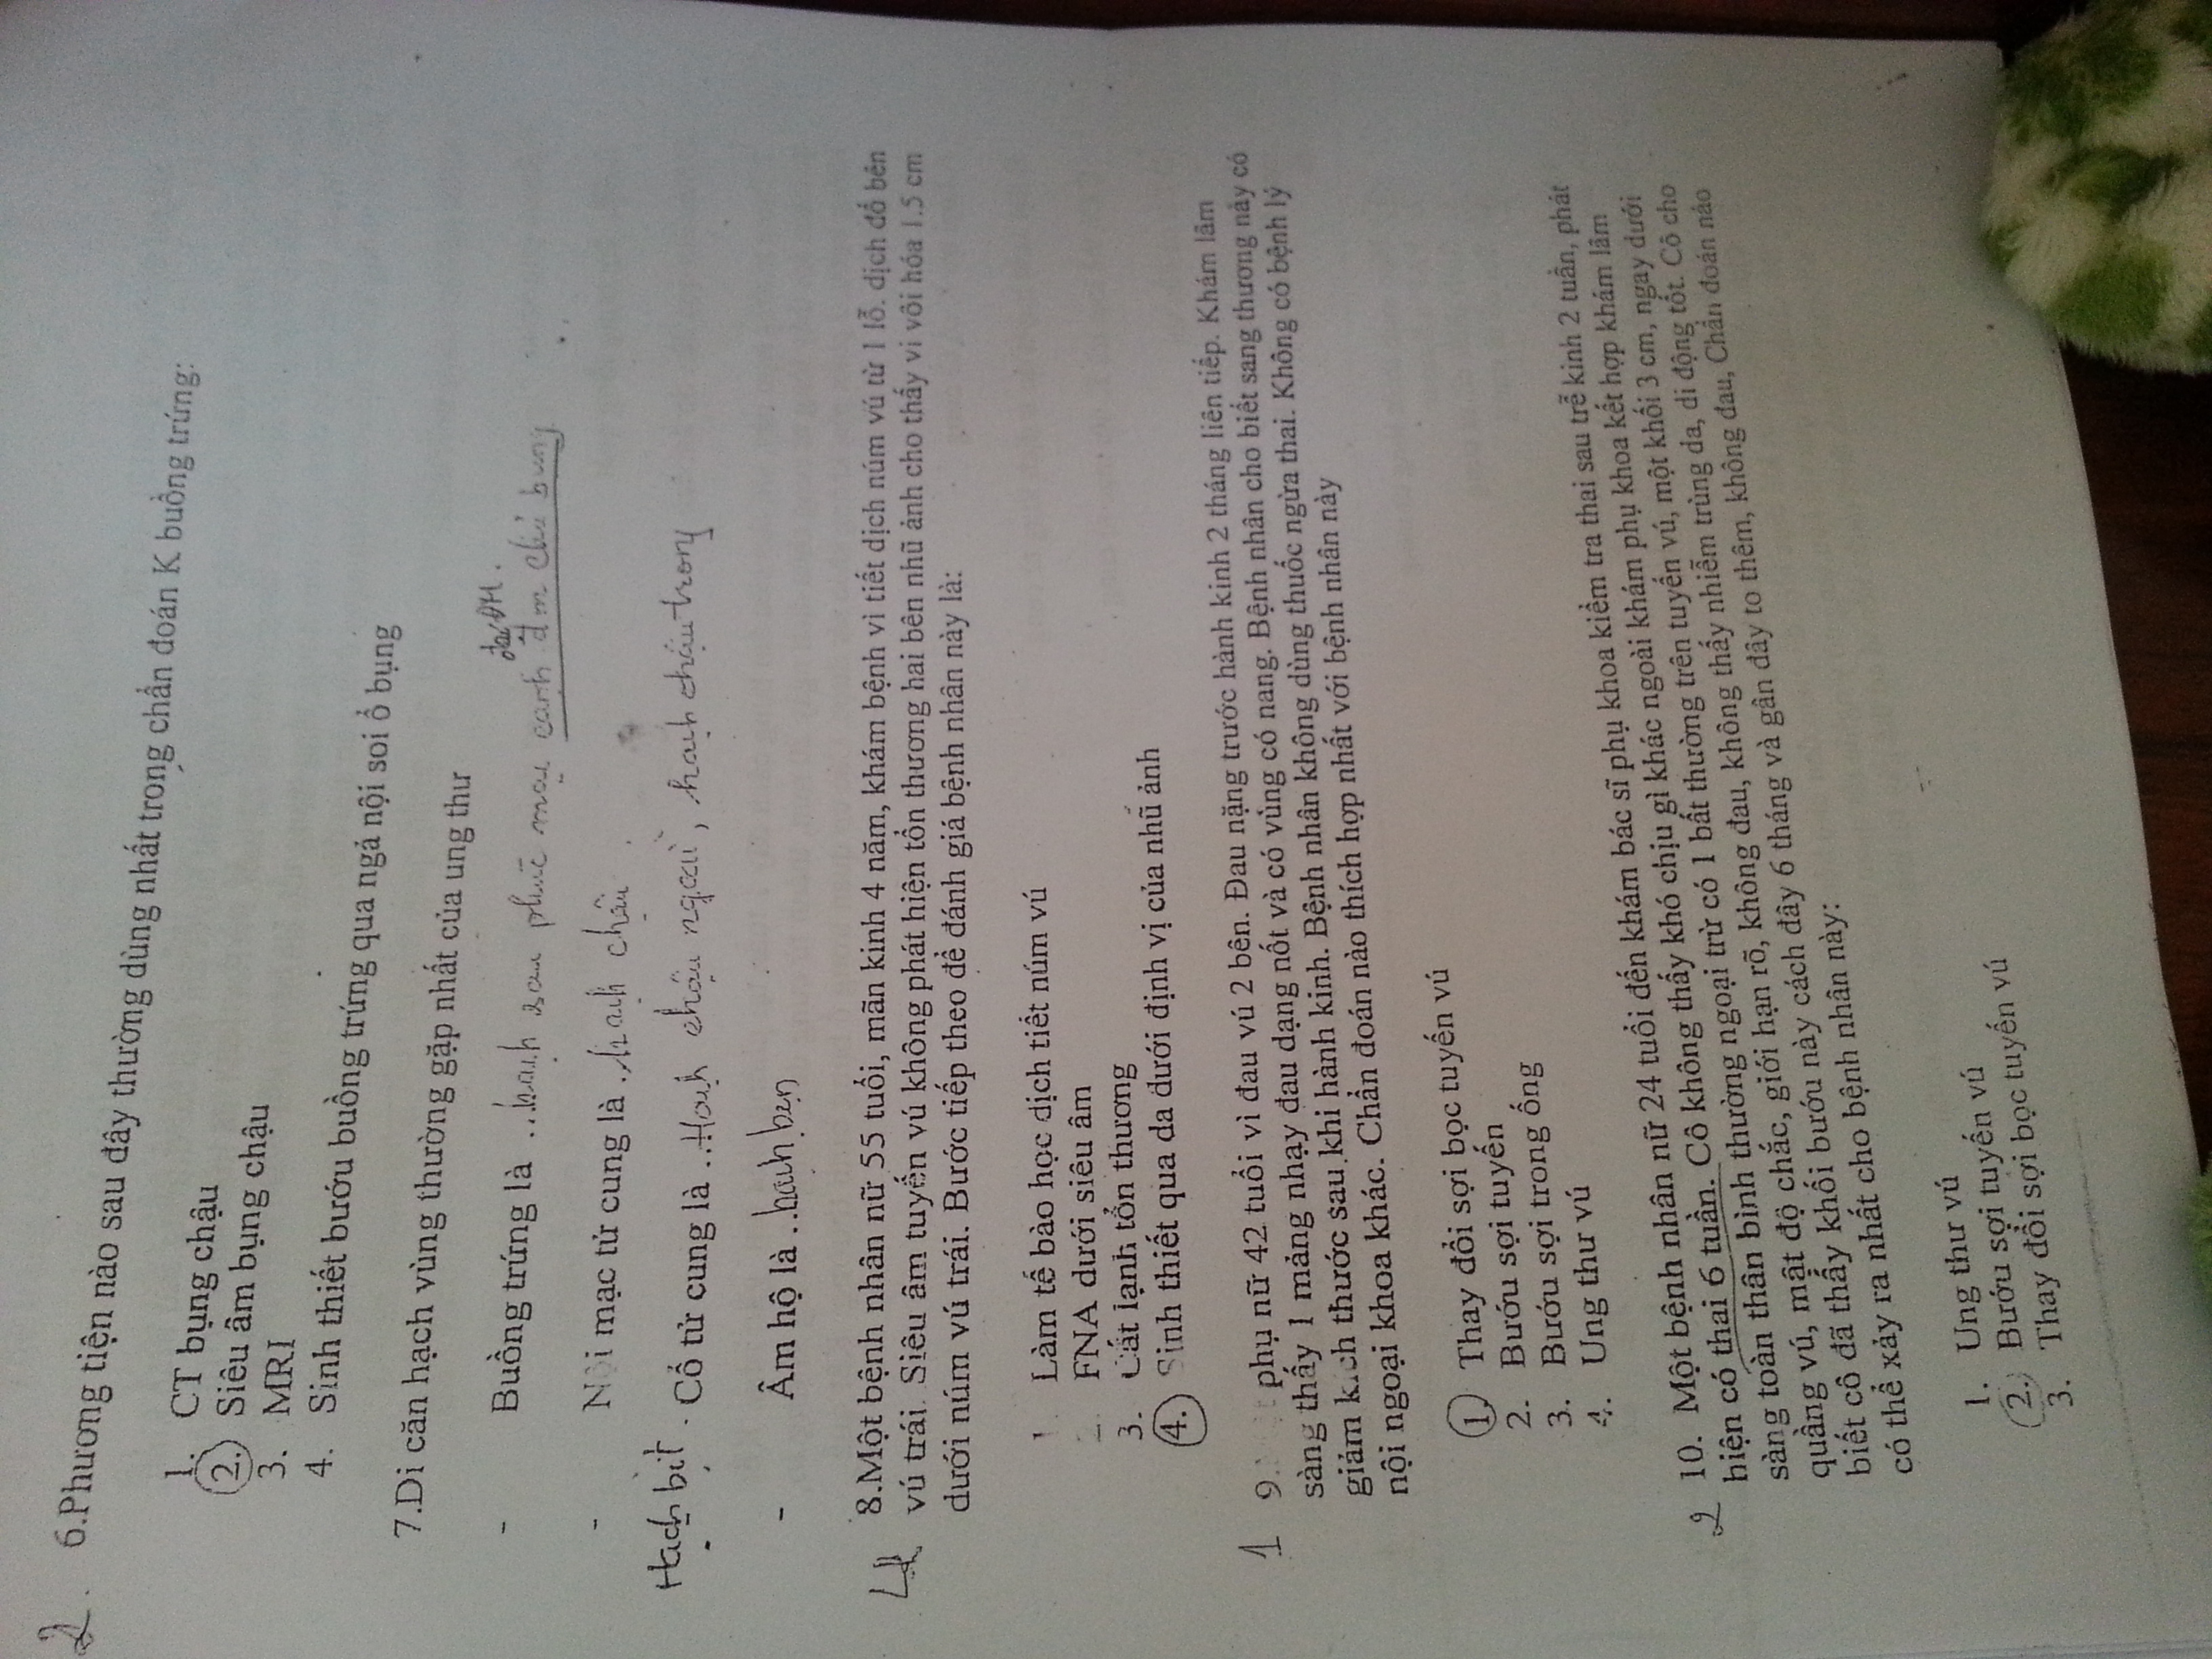 2.
6.Phương tiện nào sau đây thường dùng nhất trong chẩn đoán K buồng trứng:
1. CT bụng chậu
2. Siêu âm bụng chậu
3. MRI
4. Sinh thiết bướu buồng trứng qua ngả nội soi ổ bụng
7.Di căn hạch vùng thường gặp nhất của ung thư
ĐM.
- Buồng trứng là ...hạch sau phúc mạc cạnh đm chủ bụng
- Nội mạc tử cung là ..hạch chậu
Hạch bịt. Cổ tử cung là ...Hạch chậu ngoài, hạch chậu trong
- Âm hộ là ...hạch bẹn
4
8.Một bệnh nhân nữ 55 tuổi, mãn kinh 4 năm, khám bệnh vì tiết dịch núm vú từ 1 lỗ. dịch đỏ bên
vú trái. Siêu âm tuyến vú không phát hiện tổn thương hai bên nhũ ảnh cho thấy vi vôi hóa 1.5 cm
dưới núm vú trái. Bước tiếp theo để đánh giá bệnh nhân này là:
1. Làm tế bào học dịch tiết núm vú
2. FNA dưới siêu âm
3. Cắt lạnh tổn thương
4. Sinh thiết qua da dưới định vị của nhũ ảnh
1 9. phụ nữ 42 tuổi vì đau vú 2 bên. Đau nặng trước hành kinh 2 tháng liên tiếp. Khám lâm
sàng thấy 1 mảng nhạy đau dạng nốt và có vùng có nang. Bệnh nhân cho biết sang thương này có
giảm kích thước sau khi hành kinh. Bệnh nhân không dùng thuốc ngừa thai. Không có bệnh lý
nội ngoại khoa khác. Chẩn đoán nào thích hợp nhất với bệnh nhân này
1. Thay đổi sợi bọc tuyến vú
2. Bướu sợi tuyến
3. Bướu sợi trong ống
4. Ung thư vú
2 10. Một bệnh nhân nữ 24 tuổi đến khám bác sĩ phụ khoa kiểm tra thai sau trễ kinh 2 tuần, phát
hiện có thai 6 tuần. Cô không thấy khó chịu gì khác ngoài khám phụ khoa kết hợp khám lâm
sàng toàn thân bình thường ngoại trừ có 1 bất thường trên tuyến vú, một khối 3 cm, ngay dưới
quầng vú, mật độ chắc, giới hạn rõ, không đau, không thấy nhiễm trùng da, di động tốt. Cô cho
biết cô đã thấy khối bướu này cách đây 6 tháng và gần đây to thêm, không đau, Chẩn đoán nào
có thể xảy ra nhất cho bệnh nhân này:
1. Ung thư vú
2. Bướu sợi tuyến vú
3. Thay đổi sợi bọc tuyến vú